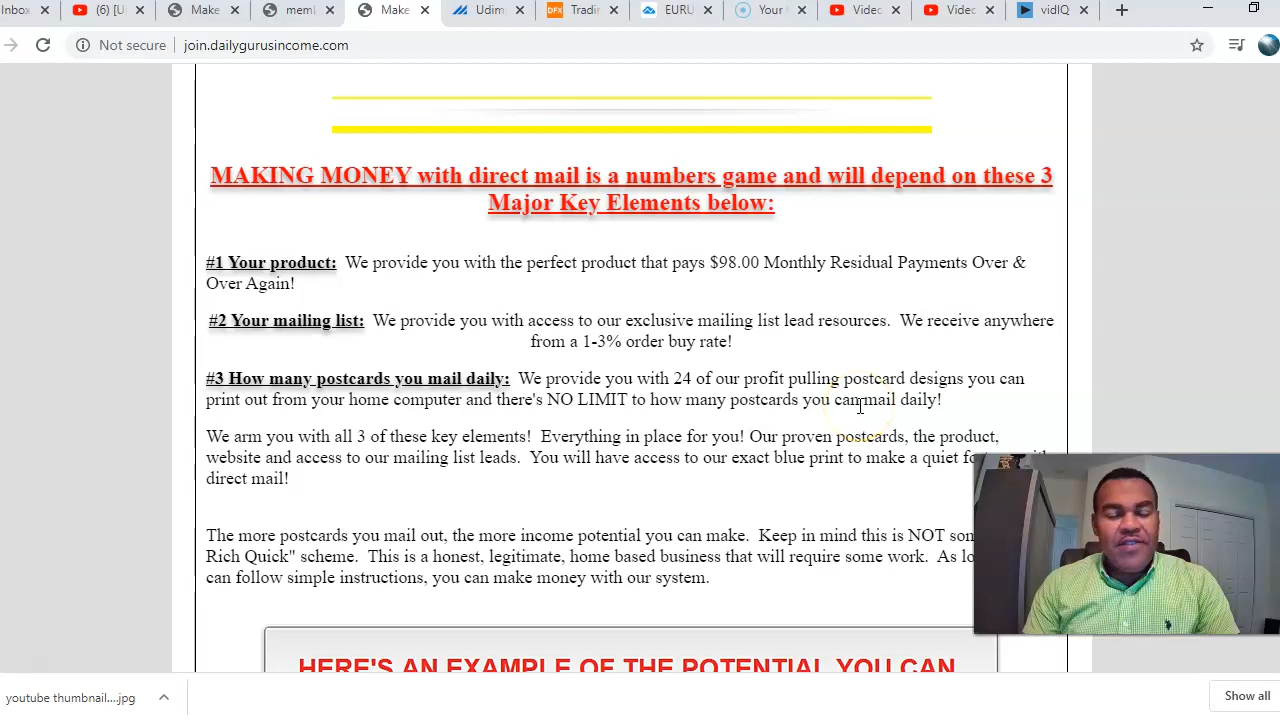 Inbox
(6) [U
Make
meml
Make
Udim
DFX
Tradin
EURU
Your
Videc
Videc
vidIQ
Not secure
join.dailygurusincome.com
MAKING MONEY with direct mail is a numbers game and will depend on these 3
Major Key Elements below:
#1 Your product: We provide you with the perfect product that pays $98.00 Monthly Residual Payments Over &
Over Again!
#2 Your mailing list: We provide you with access to our exclusive mailing list lead resources. We receive anywhere
from a 1-3% order buy rate!
#3 How many postcards you mail daily: We provide you with 24 of our profit pulling postcard designs you can
print out from your home computer and there's NO LIMIT to how many postcards you can mail daily!
We arm you with all 3 of these key elements! Everything in place for you! Our proven postcards, the product,
website and access to our mailing list leads. You will have access to our exact blue print to make a quiet
direct mail!
The more postcards you mail out, the more income potential you can make. Keep in mind this is NOT
Rich Quick" scheme. This is a honest, legitimate, home based business that will require some work. As
can follow simple instructions, you can make money with our system.
HERE'S AN EXAMPLE OF THE POTENTIAL YOU CAN
youtube thumbnail....jpg
Show all